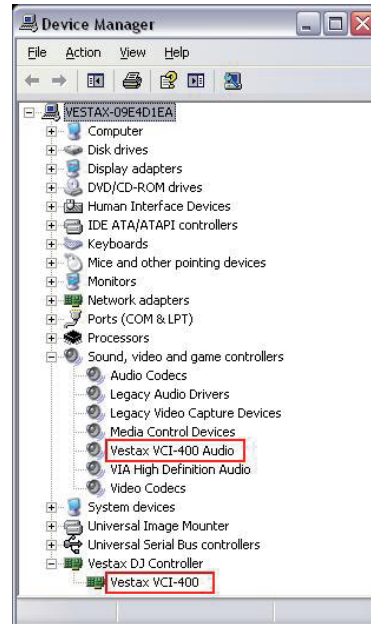 Device Manager
File Action View Help
VESTAX-09E4D1EA
Computer
Disk drives
Display adapters
DVD/CD-ROM drives
Human Interface Devices
IDE ATA/ATAPI controllers
Keyboards
Mice and other pointing devices
Monitors
Network adapters
Ports (COM & LPT)
Processors
Sound, video and game controllers
Audio Codecs
Legacy Audio Drivers
Legacy Video Capture Devices
Media Control Devices
Vestax VCI-400 Audio
VIA High Definition Audio
Video Codecs
System devices
Universal Image Mounter
Universal Serial Bus controllers
Vestax DJ Controller
Vestax VCI-400